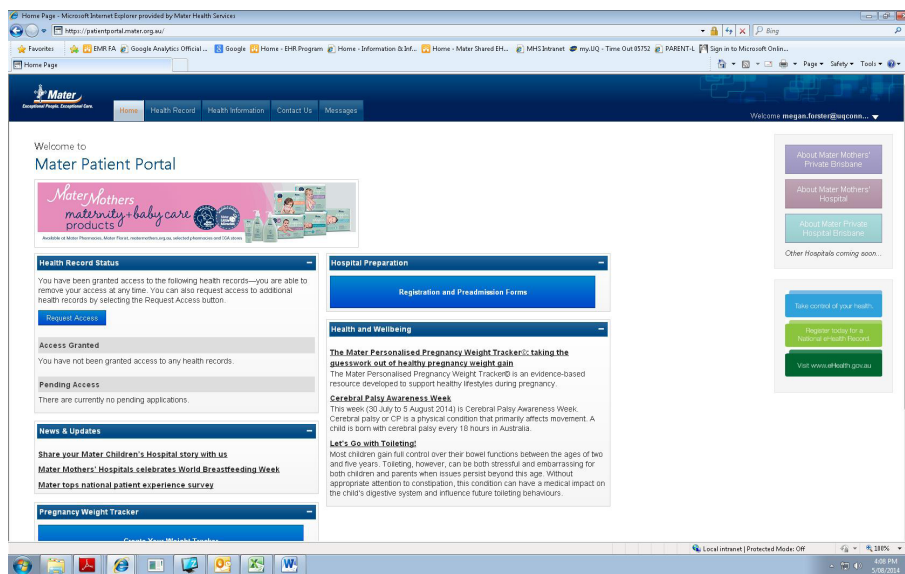 Home Page - Microsoft Internet Explorer provided by Mater Health Services
https://patientportal.mater.org.au/
Bing
Favorites
EMR FA
Google Analytics Official ...
Google
Home - EHR Program
Home - Information & Inf...
Home - Mater Shared EH...
MHS Intranet
my.UQ - Time Out 05752
PARENT-L
Sign in to Microsoft Onlin...
Home Page
Page
Safety
Tools
Mater
Exceptional People. Exceptional Care.
Home
Health Record
Health Information
Contact Us
Messages
Welcome megan.forster@uqconn...
Welcome to
Mater Patient Portal
Mater Mothers
maternity + baby care
products
Available at Mater Pharmacies, Mater Florist, matermothers.org.au, selected pharmacies and IGA stores
Health Record Status
You have been granted access to the following health records—you are able to
remove your access at any time. You can also request access to additional
health records by selecting the Request Access button.
Request Access
Access Granted
You have not been granted access to any health records.
Pending Access
There are currently no pending applications.
News & Updates
Share your Mater Children's Hospital story with us
Mater Mothers' Hospitals celebrates World Breastfeeding Week
Mater tops national patient experience survey
Pregnancy Weight Tracker
Create Your Weight Tracker
Hospital Preparation
Registration and Preadmission Forms
Health and Wellbeing
The Mater Personalised Pregnancy Weight Tracker©: taking the
guesswork out of healthy pregnancy weight gain
The Mater Personalised Pregnancy Weight Tracker© is an evidence-based
resource developed to support healthy lifestyles during pregnancy.
Cerebral Palsy Awareness Week
This week (30 July to 5 August 2014) is Cerebral Palsy Awareness Week.
Cerebral palsy or CP is a physical condition that primarily affects movement. A
child is born with cerebral palsy every 18 hours in Australia.
Let's Go with Toileting!
Most children gain full control over their bowel functions between the ages of two
and five years. Toileting, however, can be both stressful and embarrassing for
both children and parents when issues persist beyond this age. Without
appropriate attention to constipation, this condition can have a medical impact on
the child's digestive system and influence future toileting behaviours.
About Mater Mothers'
Private Brisbane
About Mater Mothers'
Hospital
About Mater Private
Hospital Brisbane
Other Hospitals coming soon...
Take control of your health.
Register today for a
National eHealth Record.
Visit www.eHealth.gov.au
Local intranet | Protected Mode: Off
100%
4:08 PM
5/08/2014